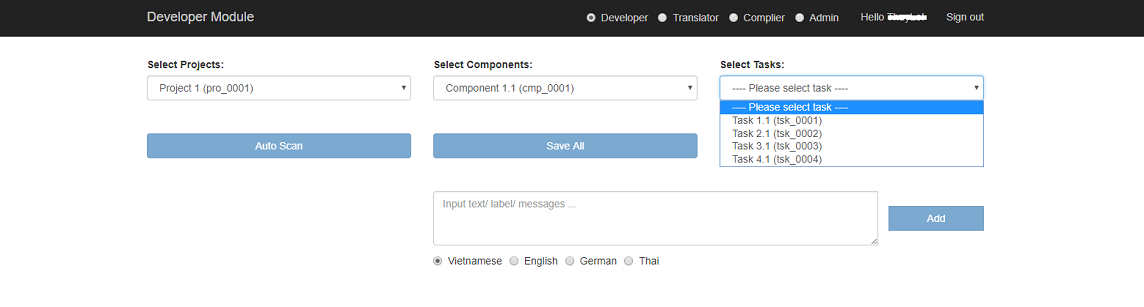 Developer Module Developer Translator Complier Admin Hello Sign out
Select Projects: Select Components: Select Tasks:
Project 1 (pro_0001) Component 1.1 (cmp_0001) ---- Please select task ----
---- Please select task ----
Task 1.1 (tsk_0001)
Task 2.1 (tsk_0002)
Task 3.1 (tsk_0003)
Task 4.1 (tsk_0004)
Auto Scan Save All
Input text/ label/ messages ...
Add
Vietnamese English German Thai